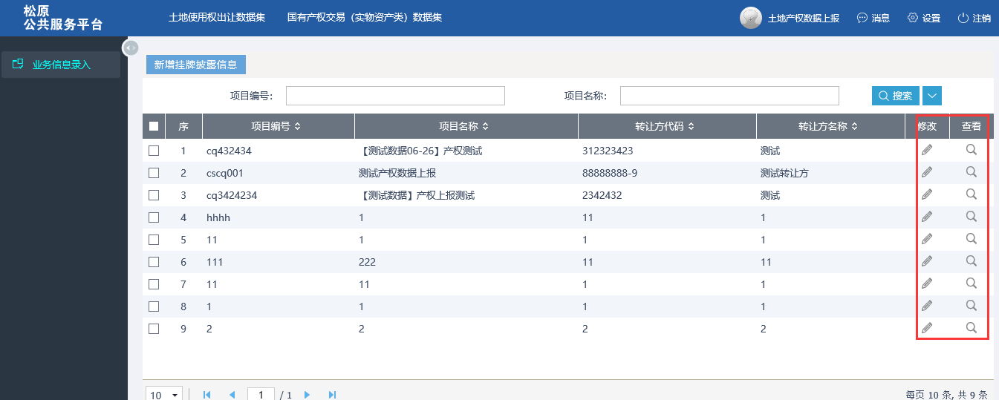 松原
公共服务平台
土地使用权出让数据集 国有产权交易（实物资产类）数据集 土地产权数据上报 消息 设置 注销
业务信息录入
新增挂牌披露信息
项目编号： 项目名称： 搜索
序 项目编号 项目名称 转让方代码 转让方名称 修改 查看
1 cq432434 【测试数据06-26】产权测试 312323423 测试
2 cscq001 测试产权数据上报 88888888-9 测试转让方
3 cq3424234 【测试数据】产权上报测试 2342432 测试
4 hhhh 1 11 1
5 11 1 1 1
6 111 222 11 11
7 11 11 1 1
8 1 1 1 1
9 2 2 2 2
10 1 / 1 每页 10 条, 共 9 条